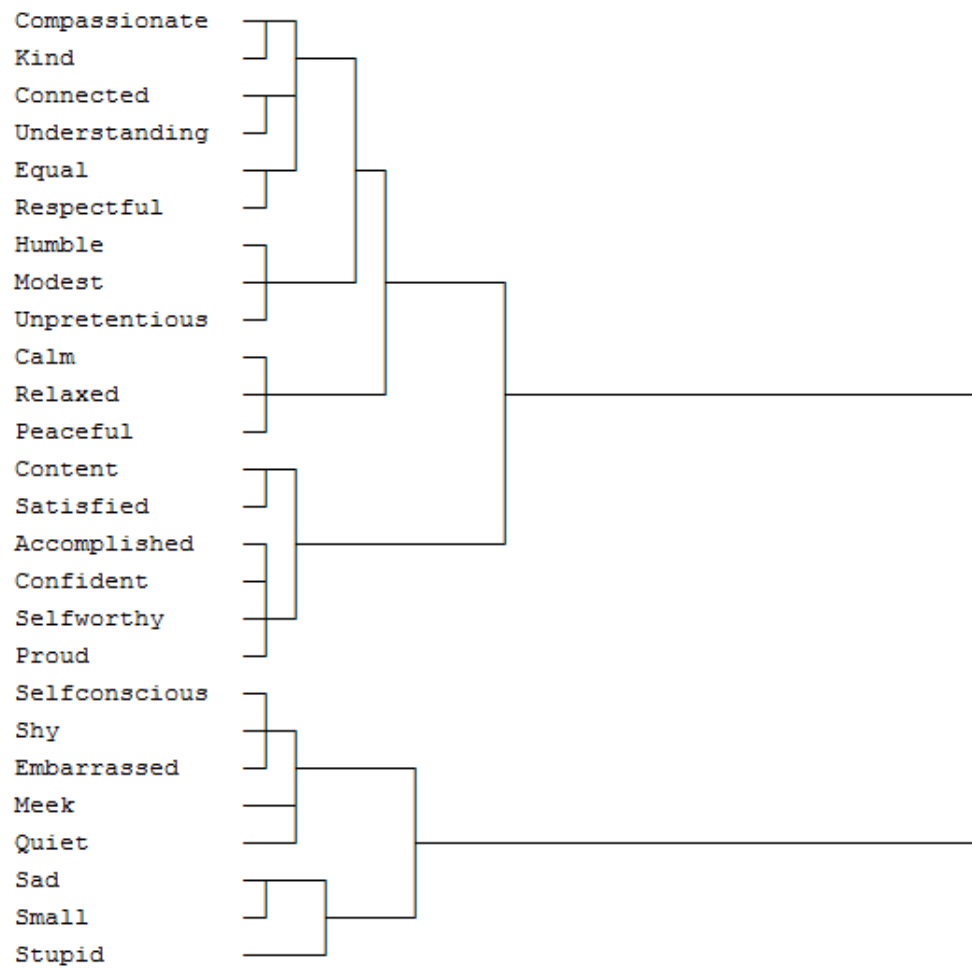 Compassionate
Kind
Connected
Understanding
Equal
Respectful
Humble
Modest
Unpretentious
Calm
Relaxed
Peaceful
Content
Satisfied
Accomplished
Confident
Selfworthy
Proud
Selfconscious
Shy
Embarrassed
Meek
Quiet
Sad
Small
Stupid